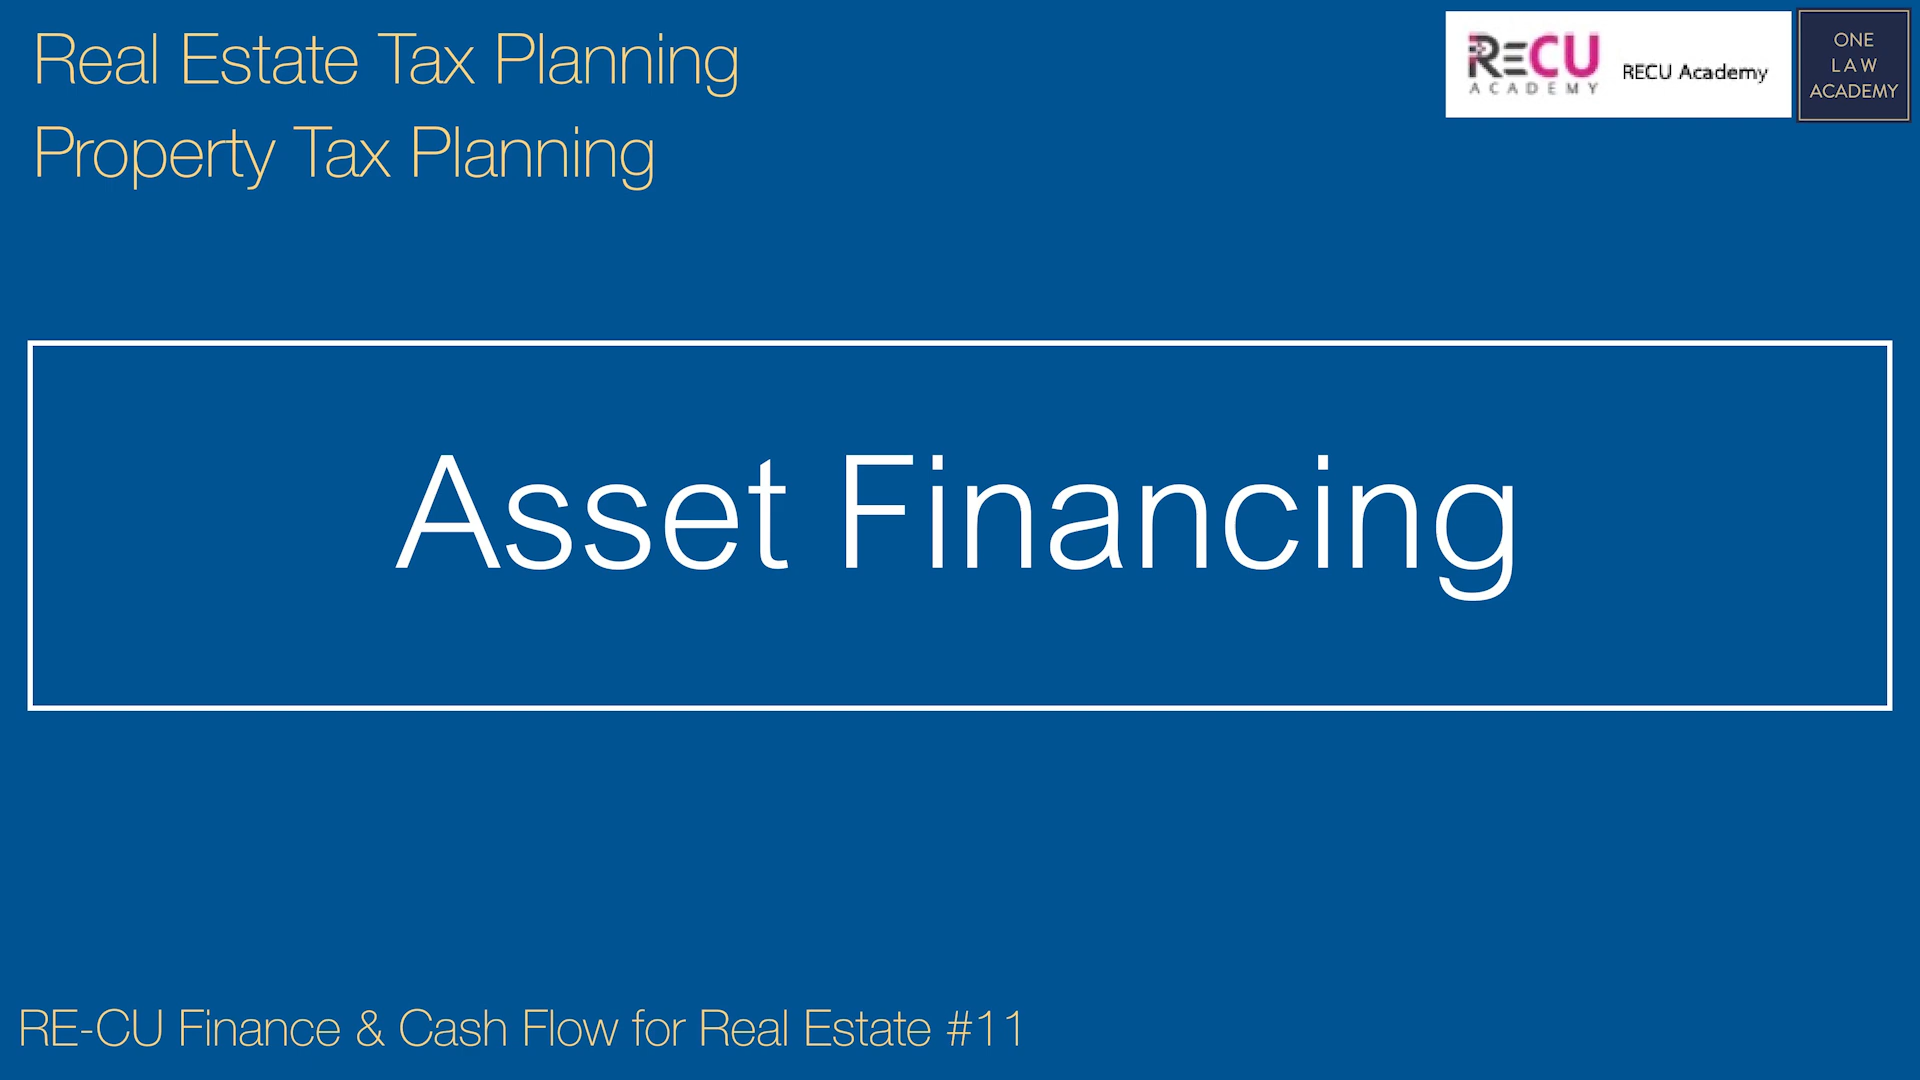 Real Estate Tax Planning
Property Tax Planning
RECU
ACADEMY
RECU Academy
ONE
LAW
ACADEMY
Asset Financing
RE-CU Finance & Cash Flow for Real Estate #11